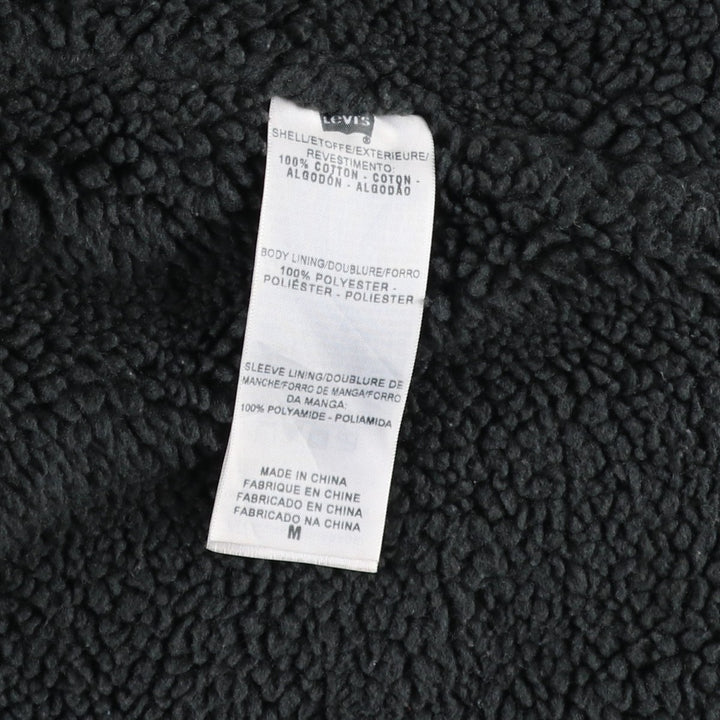 Levi's
®
SHELL/ETOFFE/EXTERIEURE/
REVESTIMENTO
100% COTTON - COTON -
ALGODÓN - ALGODÃO
BODY LINING/DOUBLURE/FORRO
100% POLYESTER -
POLIÉSTER - POLIESTER
SLEEVE LINING/DOUBLURE DE
MANCHE/FORRO DE MANGA/FORRO
DA MANGA:
100% POLYAMIDE - POLIAMIDA
MADE IN CHINA
FABRIQUE EN CHINE
FABRICADO EN CHINA
FABRICADO NA CHINA
M